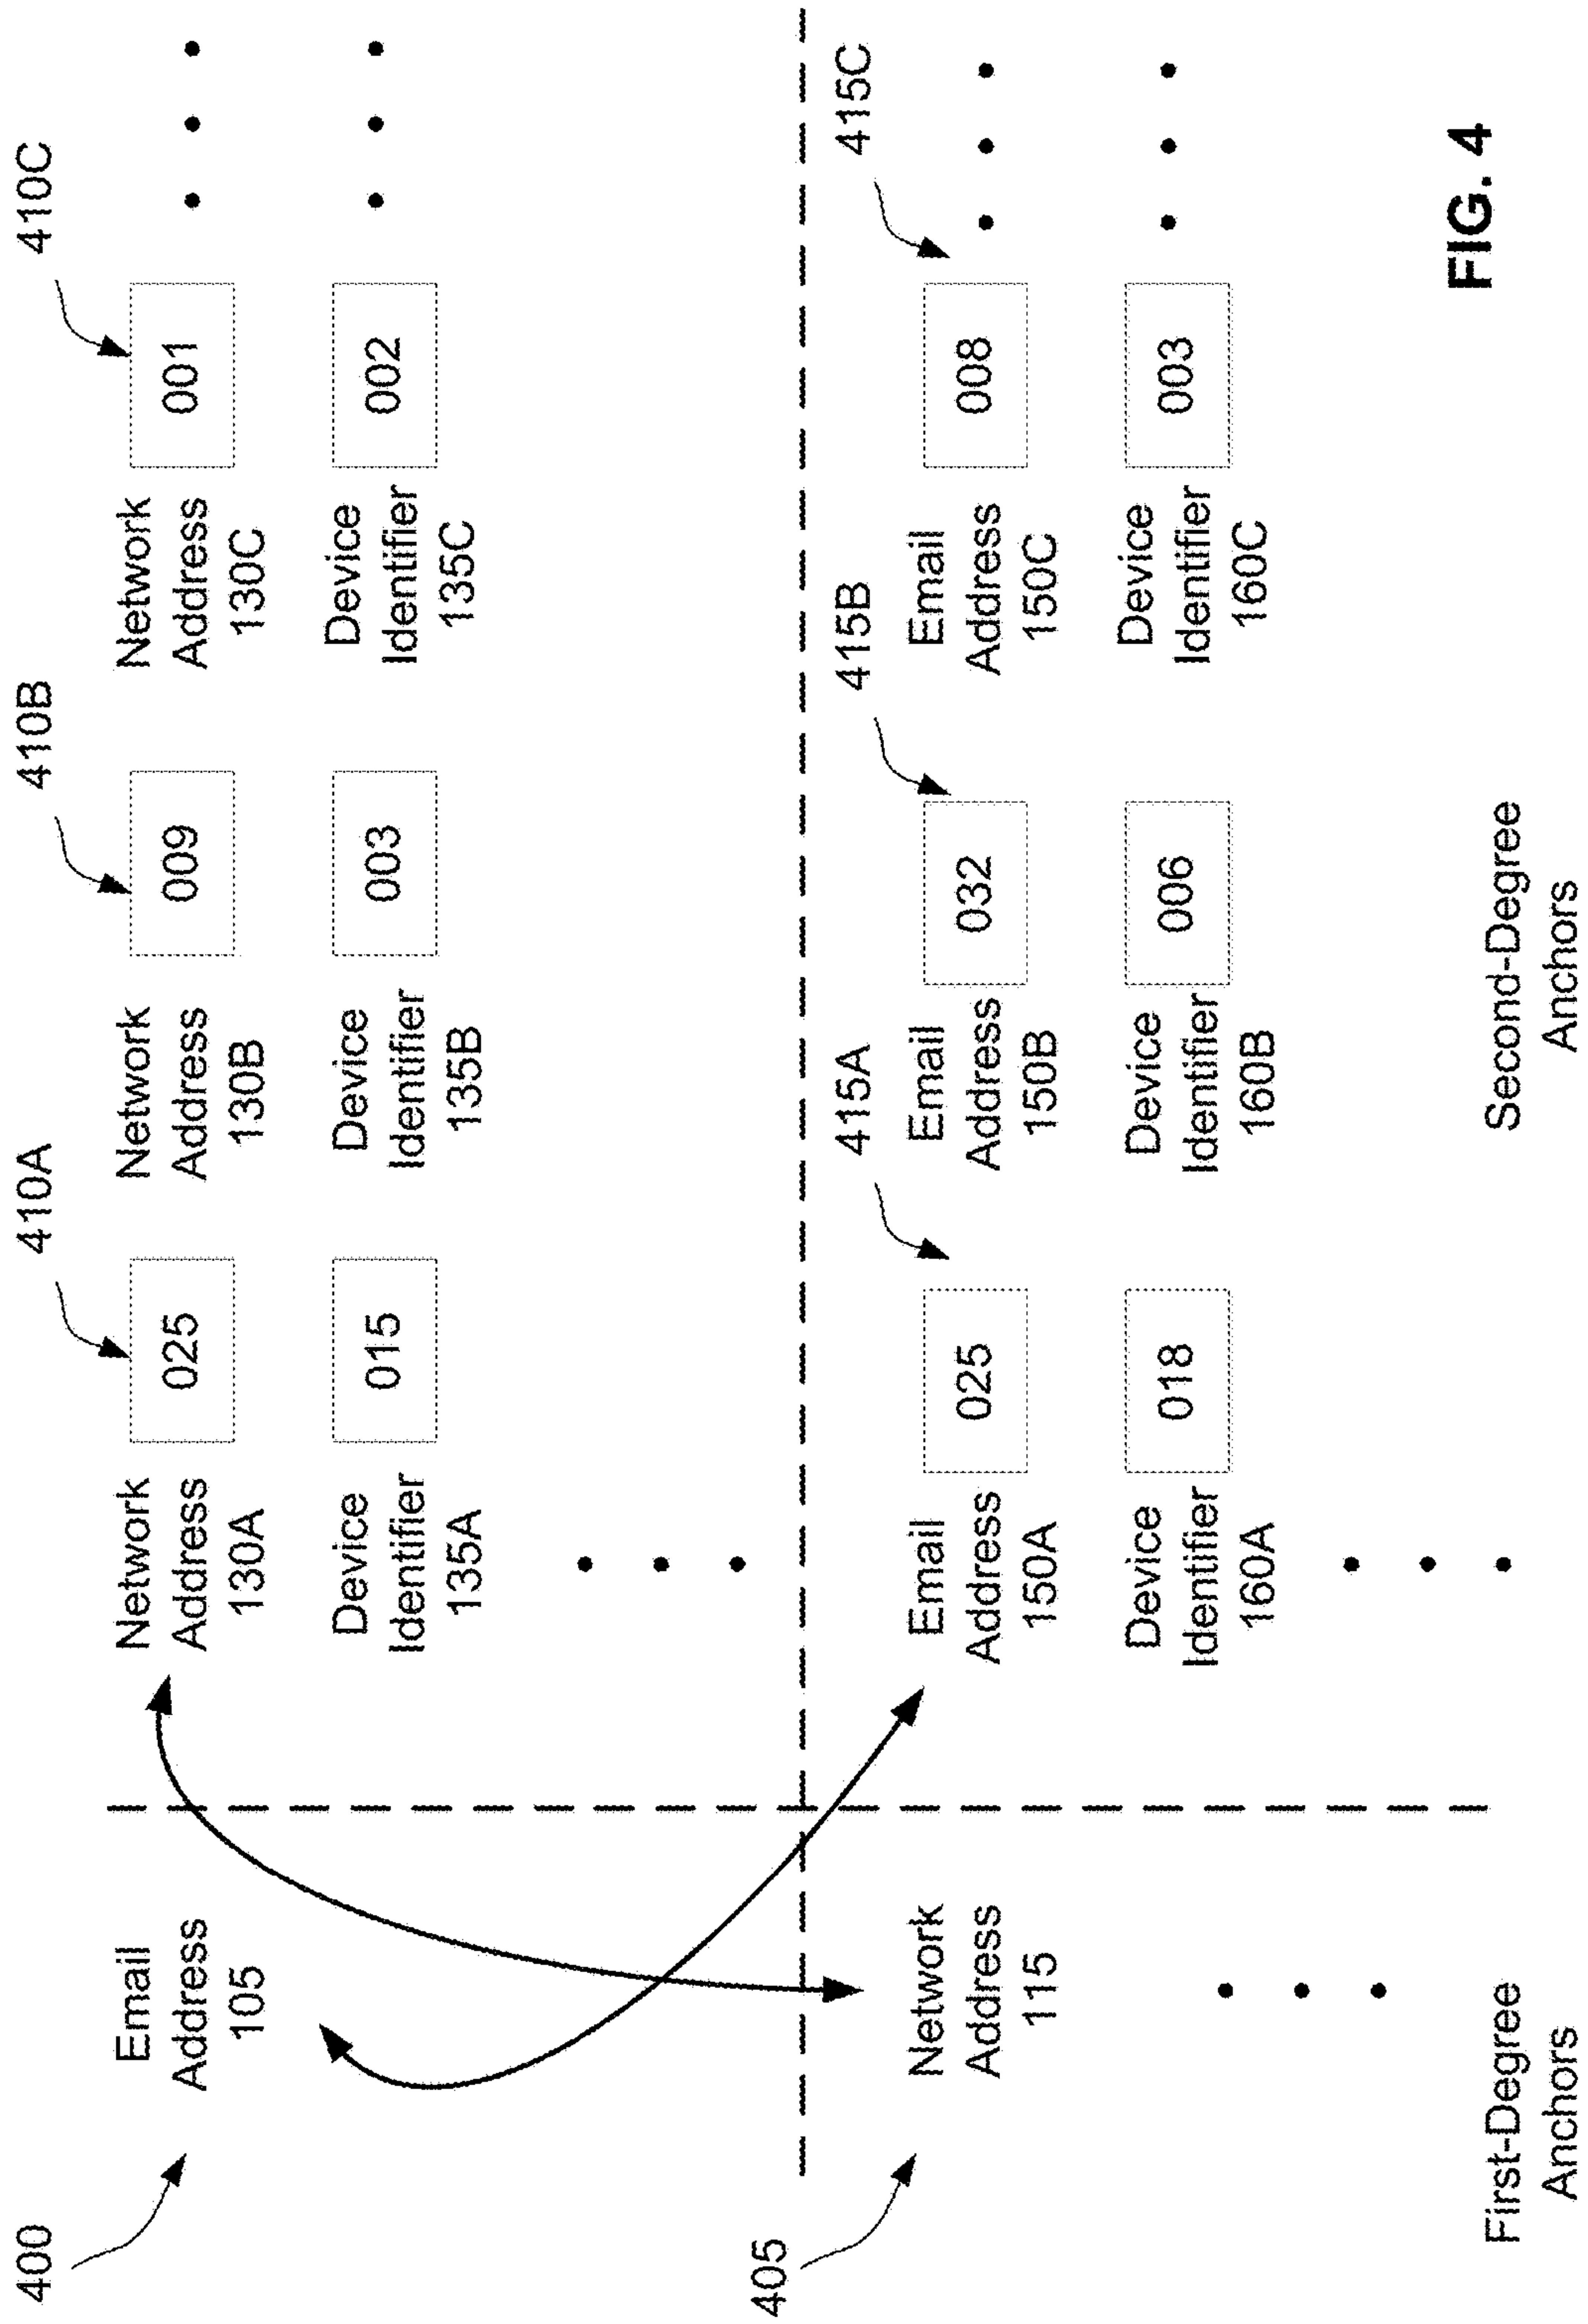 400
410A
410B
410C
Email
Address
105
Network
Address
130A
025
Network
Address
130B
009
Network
Address
130C
001
Device
Identifier
135A
015
Device
Identifier
135B
003
Device
Identifier
135C
002
405
415A
415B
415C
Network
Address
115
Email
Address
150A
025
Email
Address
150B
032
Email
Address
150C
008
Device
Identifier
160A
018
Device
Identifier
160B
006
Device
Identifier
160C
003
First-Degree
Anchors
Second-Degree
Anchors
FIG. 4